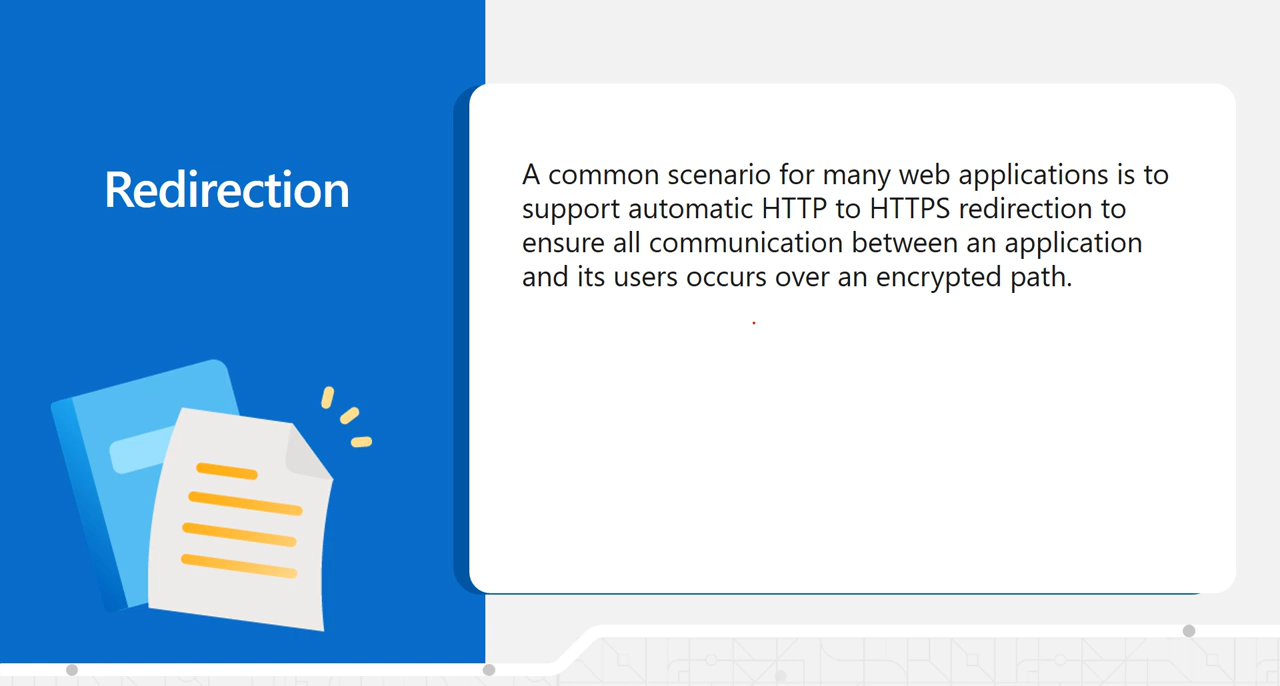 Redirection
A common scenario for many web applications is to
support automatic HTTP to HTTPS redirection to
ensure all communication between an application
and its users occurs over an encrypted path.